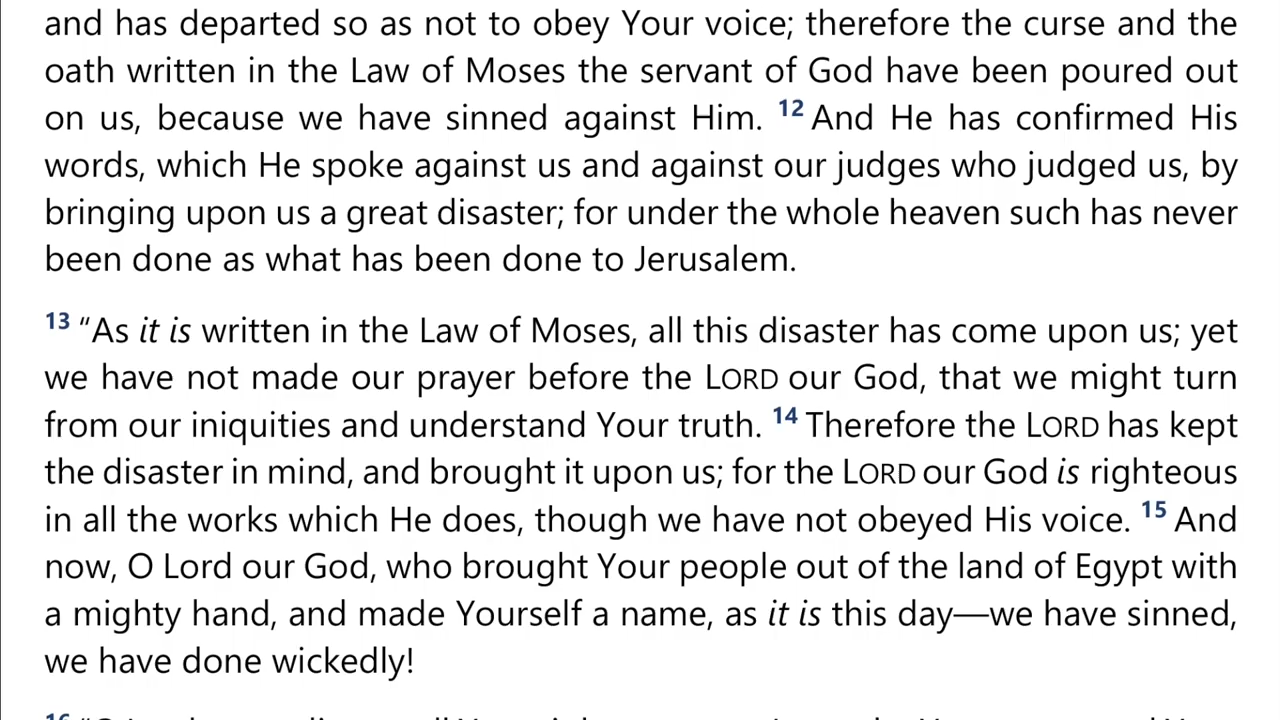 and has departed so as not to obey Your voice; therefore the curse and the
oath written in the Law of Moses the servant of God have been poured out
on us, because we have sinned against Him. 12 And He has confirmed His
words, which He spoke against us and against our judges who judged us, by
bringing upon us a great disaster; for under the whole heaven such has never
been done as what has been done to Jerusalem.
13 “As it is written in the Law of Moses, all this disaster has come upon us; yet
we have not made our prayer before the LORD our God, that we might turn
from our iniquities and understand Your truth. 14 Therefore the LORD has kept
the disaster in mind, and brought it upon us; for the LORD our God is righteous
in all the works which He does, though we have not obeyed His voice. 15 And
now, O Lord our God, who brought Your people out of the land of Egypt with
a mighty hand, and made Yourself a name, as it is this day—we have sinned,
we have done wickedly!